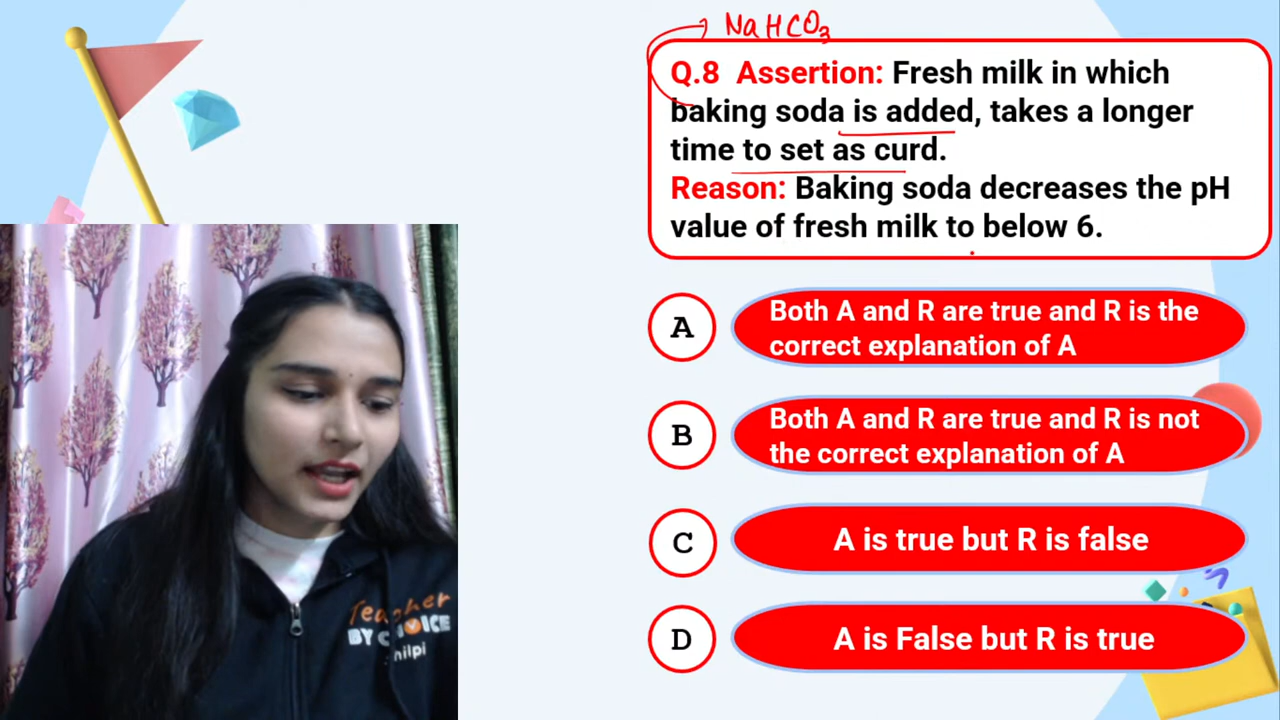 NaHCO₃
Q.8 Assertion: Fresh milk in which
baking soda is added, takes a longer
time to set as curd.
Reason: Baking soda decreases the pH
value of fresh milk to below 6.
A
Both A and R are true and R is the
correct explanation of A
B
Both A and R are true and R is not
the correct explanation of A
C
A is true but R is false
D
A is False but R is true
Teacher
BY CHOICE
hilpi